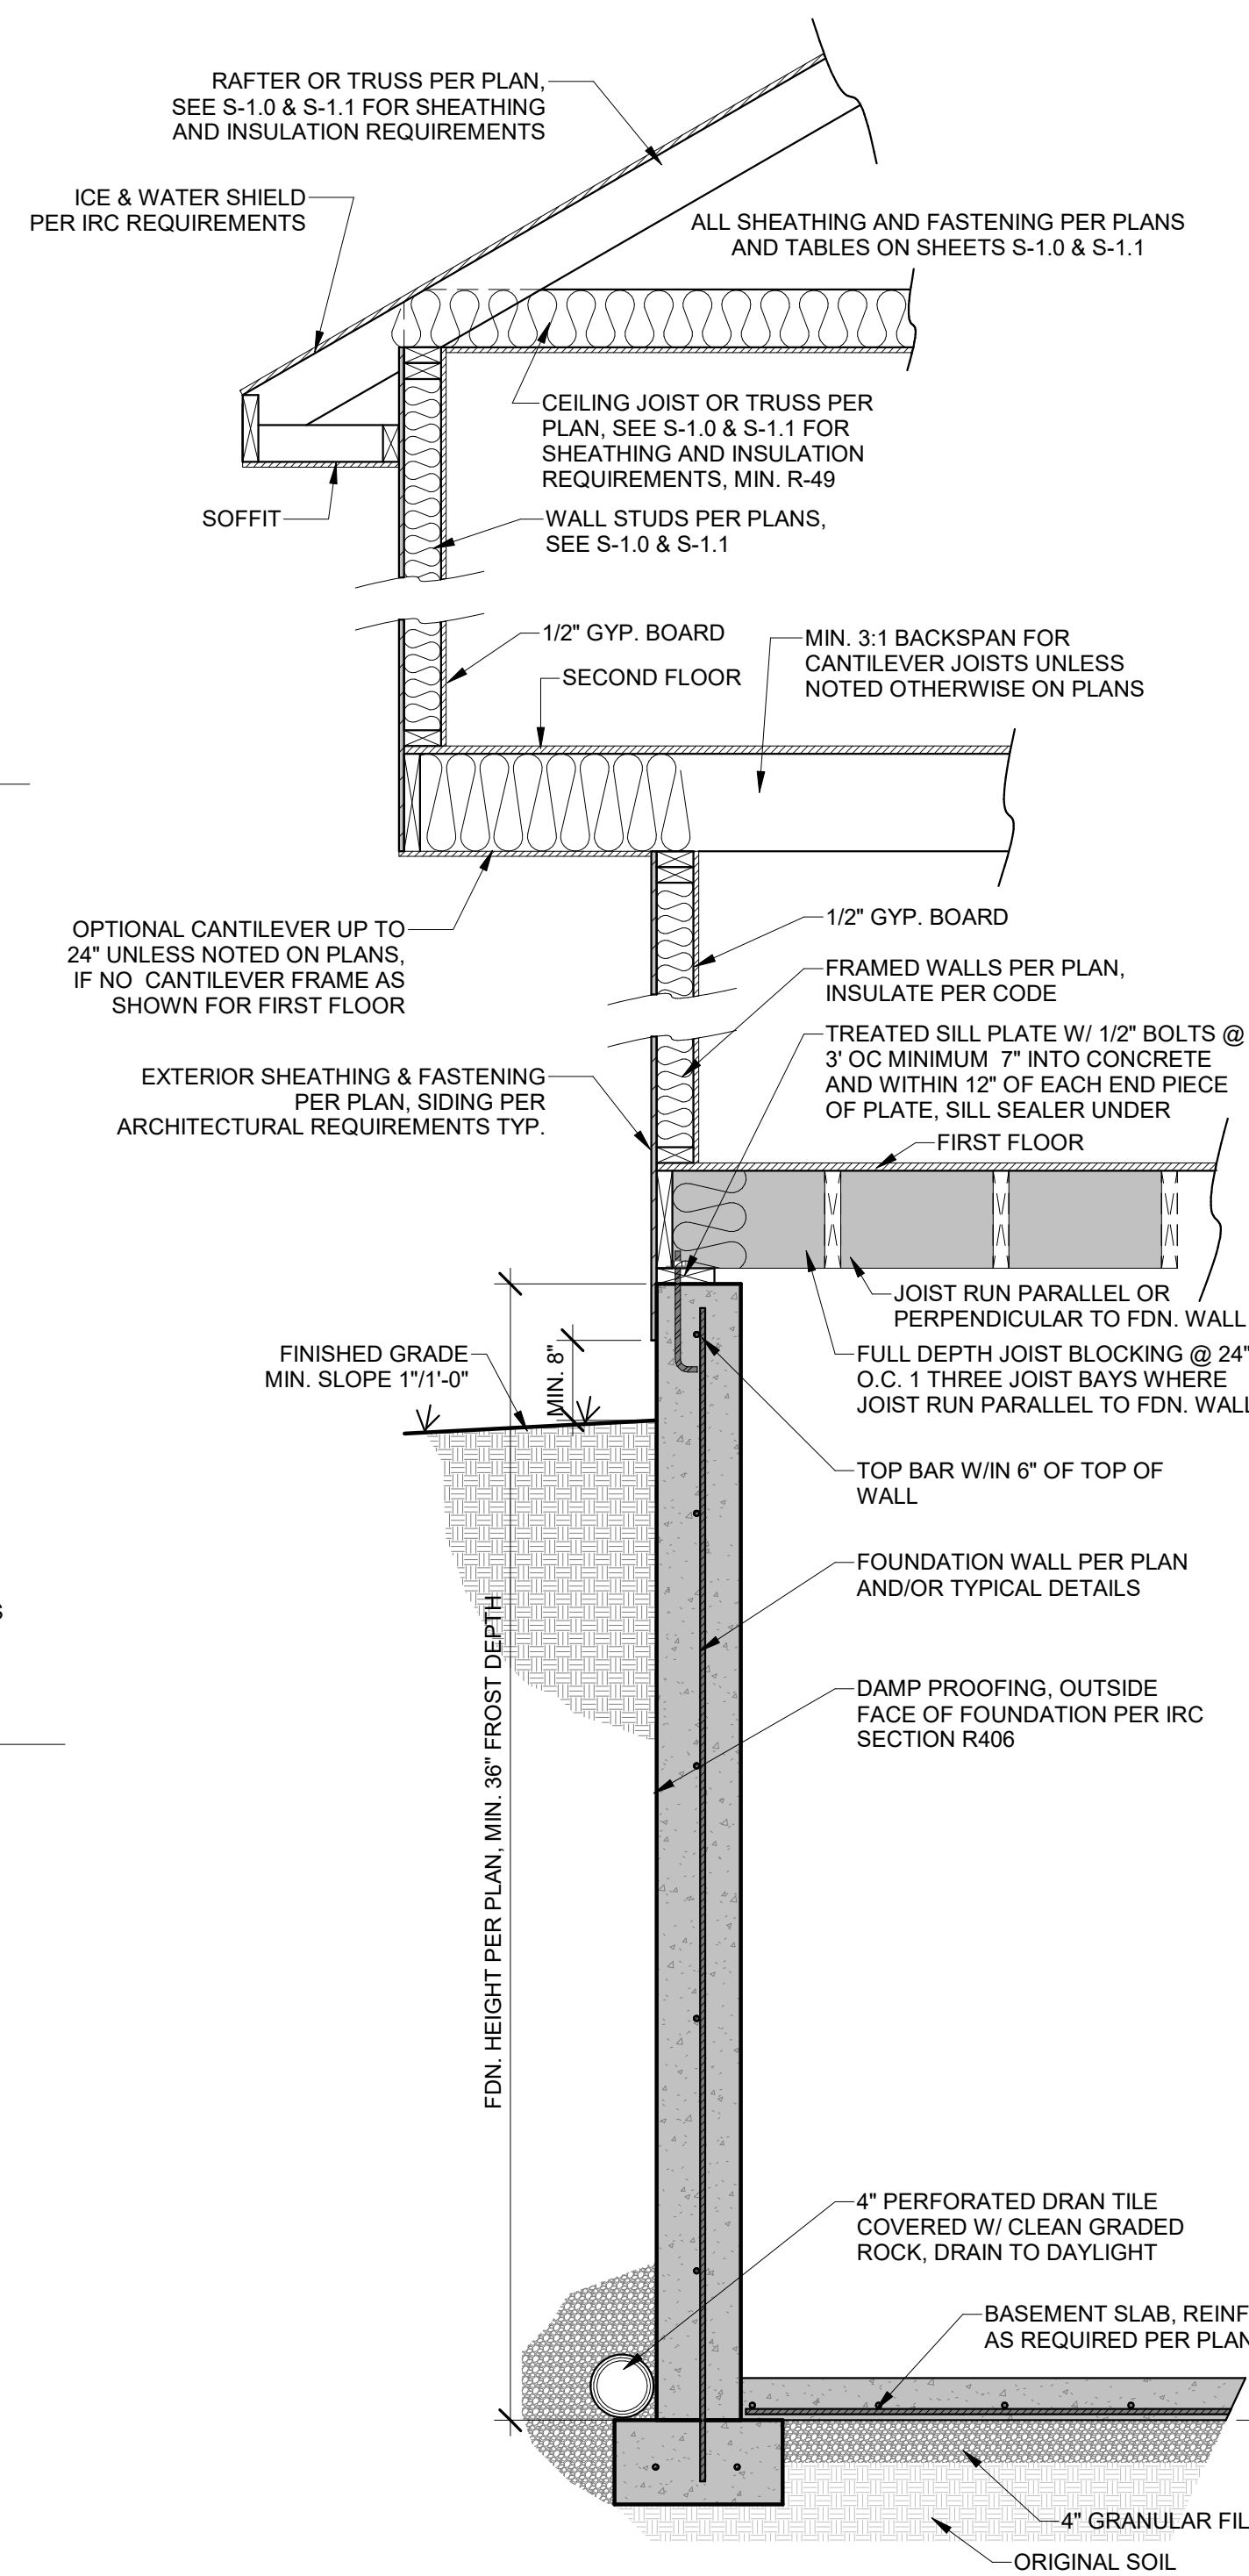 RAFTER OR TRUSS PER PLAN,
SEE S-1.0 & S-1.1 FOR SHEATHING
AND INSULATION REQUIREMENTS
ICE & WATER SHIELD
PER IRC REQUIREMENTS
ALL SHEATHING AND FASTENING PER PLANS
AND TABLES ON SHEETS S-1.0 & S-1.1
CEILING JOIST OR TRUSS PER
PLAN, SEE S-1.0 & S-1.1 FOR
SHEATHING AND INSULATION
REQUIREMENTS, MIN. R-49
SOFFIT
WALL STUDS PER PLANS,
SEE S-1.0 & S-1.1
1/2" GYP. BOARD
SECOND FLOOR
MIN. 3:1 BACKSPAN FOR
CANTILEVER JOISTS UNLESS
NOTED OTHERWISE ON PLANS
OPTIONAL CANTILEVER UP TO
24" UNLESS NOTED ON PLANS,
IF NO CANTILEVER FRAME AS
SHOWN FOR FIRST FLOOR
1/2" GYP. BOARD
FRAMED WALLS PER PLAN,
INSULATE PER CODE
TREATED SILL PLATE W/ 1/2" BOLTS @
3' OC MINIMUM 7" INTO CONCRETE
AND WITHIN 12" OF EACH END PIECE
OF PLATE, SILL SEALER UNDER
EXTERIOR SHEATHING & FASTENING
PER PLAN, SIDING PER
ARCHITECTURAL REQUIREMENTS TYP.
FIRST FLOOR
JOIST RUN PARALLEL OR
PERPENDICULAR TO FDN. WALL
FINISHED GRADE
MIN. SLOPE 1"/1'-0"
MIN. 8"
FULL DEPTH JOIST BLOCKING @ 24"
O.C. 1 THREE JOIST BAYS WHERE
JOIST RUN PARALLEL TO FDN. WALL
TOP BAR W/IN 6" OF TOP OF
WALL
FOUNDATION WALL PER PLAN
AND/OR TYPICAL DETAILS
S
FDN. HEIGHT PER PLAN, MIN. 36" FROST DEPTH
DAMP PROOFING, OUTSIDE
FACE OF FOUNDATION PER IRC
SECTION R406
4" PERFORATED DRAN TILE
COVERED W/ CLEAN GRADED
ROCK, DRAIN TO DAYLIGHT
BASEMENT SLAB, REINF
AS REQUIRED PER PLAN
4" GRANULAR FIL
ORIGINAL SOIL